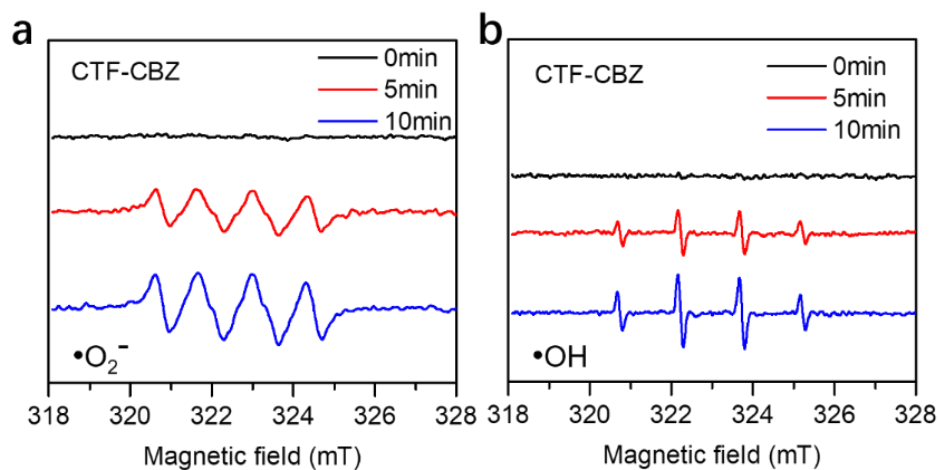 a
CTF-CBZ
0min
5min
10min
•O₂⁻
318 320 322 324 326 328
Magnetic field (mT)
b
CTF-CBZ
0min
5min
10min
•OH
318 320 322 324 326 328
Magnetic field (mT)